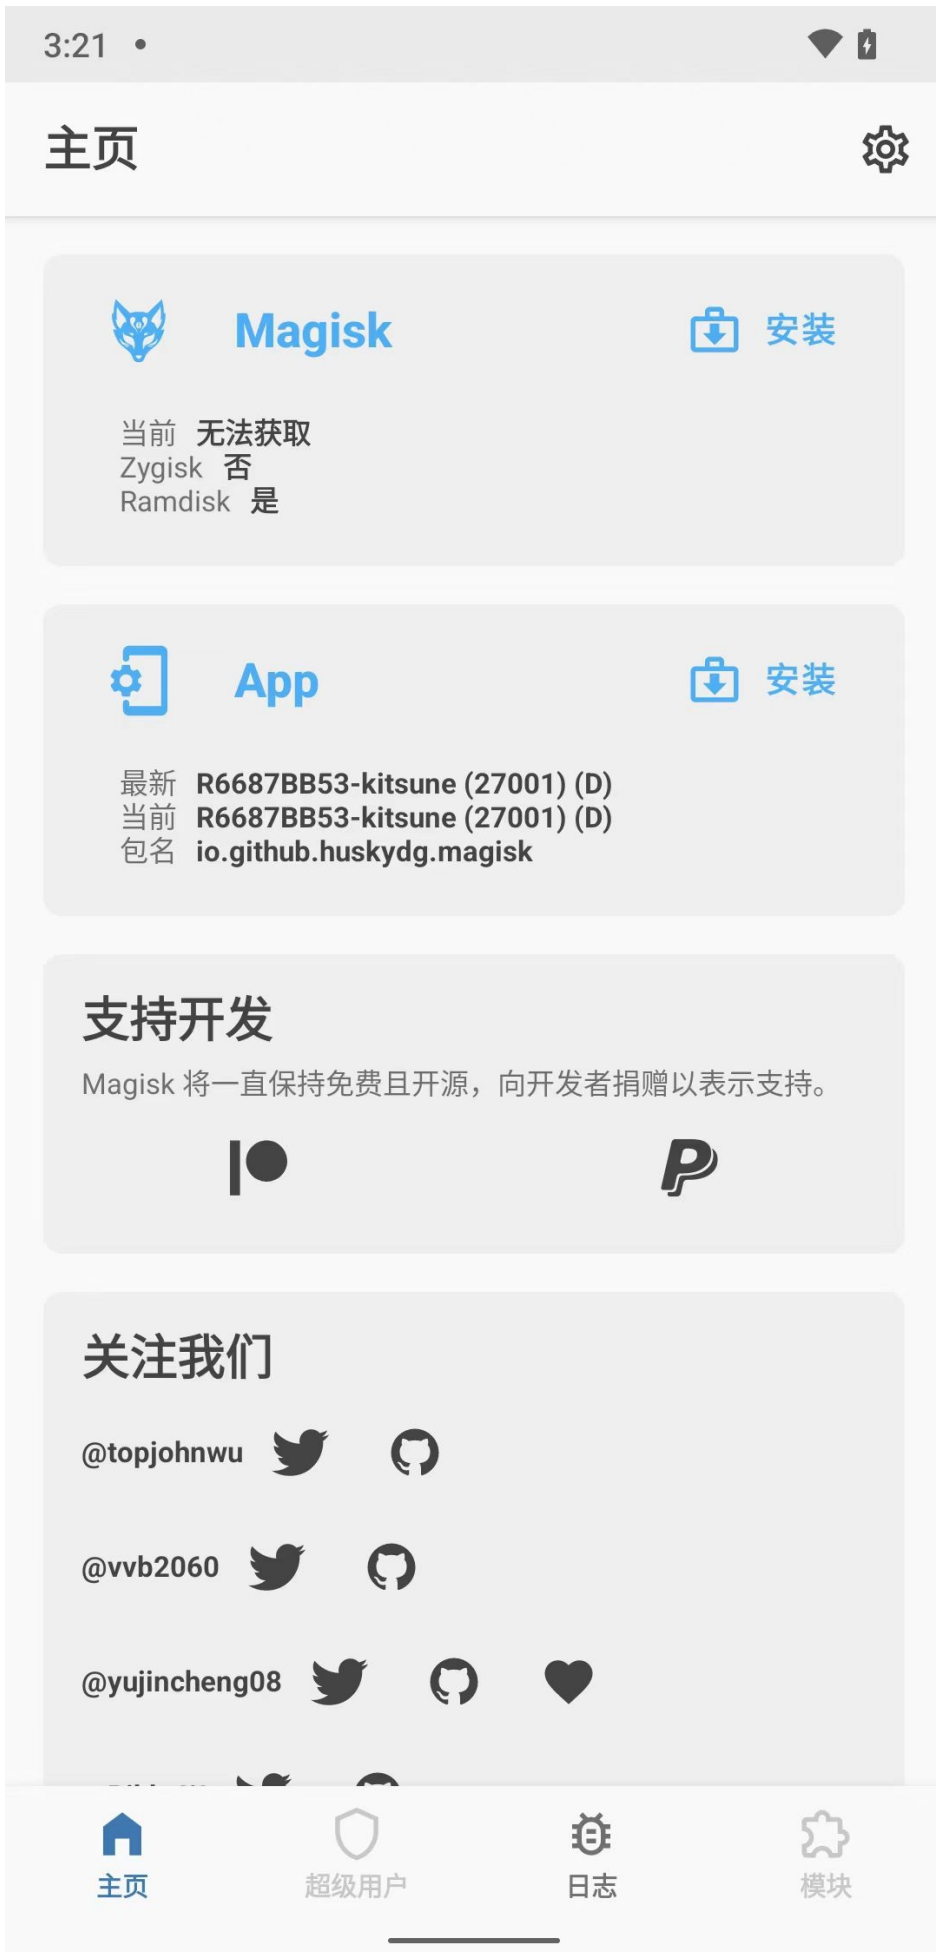 3:21
主页
Magisk 安装
当前 无法获取
Zygisk 否
Ramdisk 是
App 安装
最新 R6687BB53-kitsune (27001) (D)
当前 R6687BB53-kitsune (27001) (D)
包名 io.github.huskydg.magisk
支持开发
Magisk 将一直保持免费且开源，向开发者捐赠以表示支持。
关注我们
@topjohnwu
@vvb2060
@yujincheng08
主页 超级用户 日志 模块